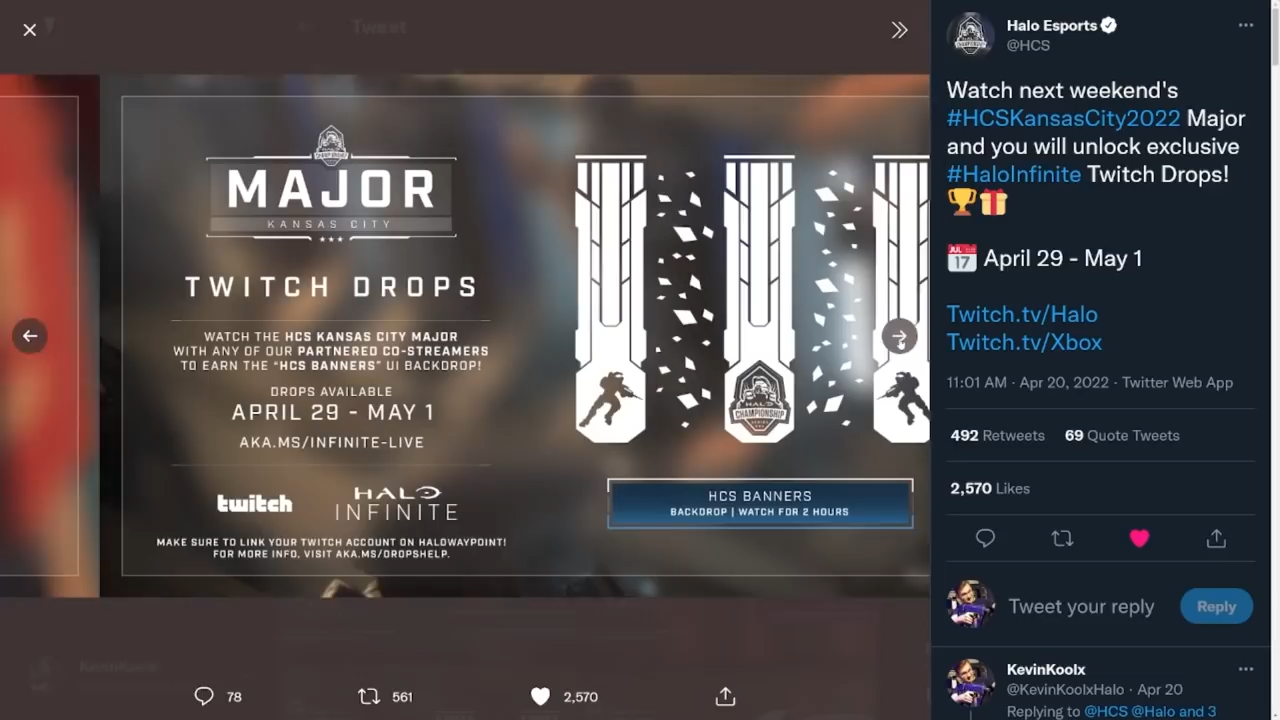 MAJOR
KANSAS CITY
TWITCH DROPS
WATCH THE HCS KANSAS CITY MAJOR
WITH ANY OF OUR PARTNERED CO-STREAMERS
TO EARN THE "HCS BANNERS" UI BACKDROP!
DROPS AVAILABLE
APRIL 29 - MAY 1
AKA.MS/INFINITE-LIVE
twitch
HALO
INFINITE
MAKE SURE TO LINK YOUR TWITCH ACCOUNT ON HALOWAYPOINT!
FOR MORE INFO, VISIT AKA.MS/DROPSHELP.
HALO
CHAMPIONSHIP
HCS BANNERS
BACKDROP | WATCH FOR 2 HOURS
78
561
2,570
Tweet
Halo Esports
@HCS
Watch next weekend's
#HCSKansasCity2022 Major
and you will unlock exclusive
#HaloInfinite Twitch Drops!
JUL
17
April 29 - May 1
Twitch.tv/Halo
Twitch.tv/Xbox
11:01 AM · Apr 20, 2022 · Twitter Web App
492 Retweets 69 Quote Tweets
2,570 Likes
Tweet your reply
Reply
KevinKoolx
@KevinKoolxHalo · Apr 20
Replying to @HCS @Halo and 3